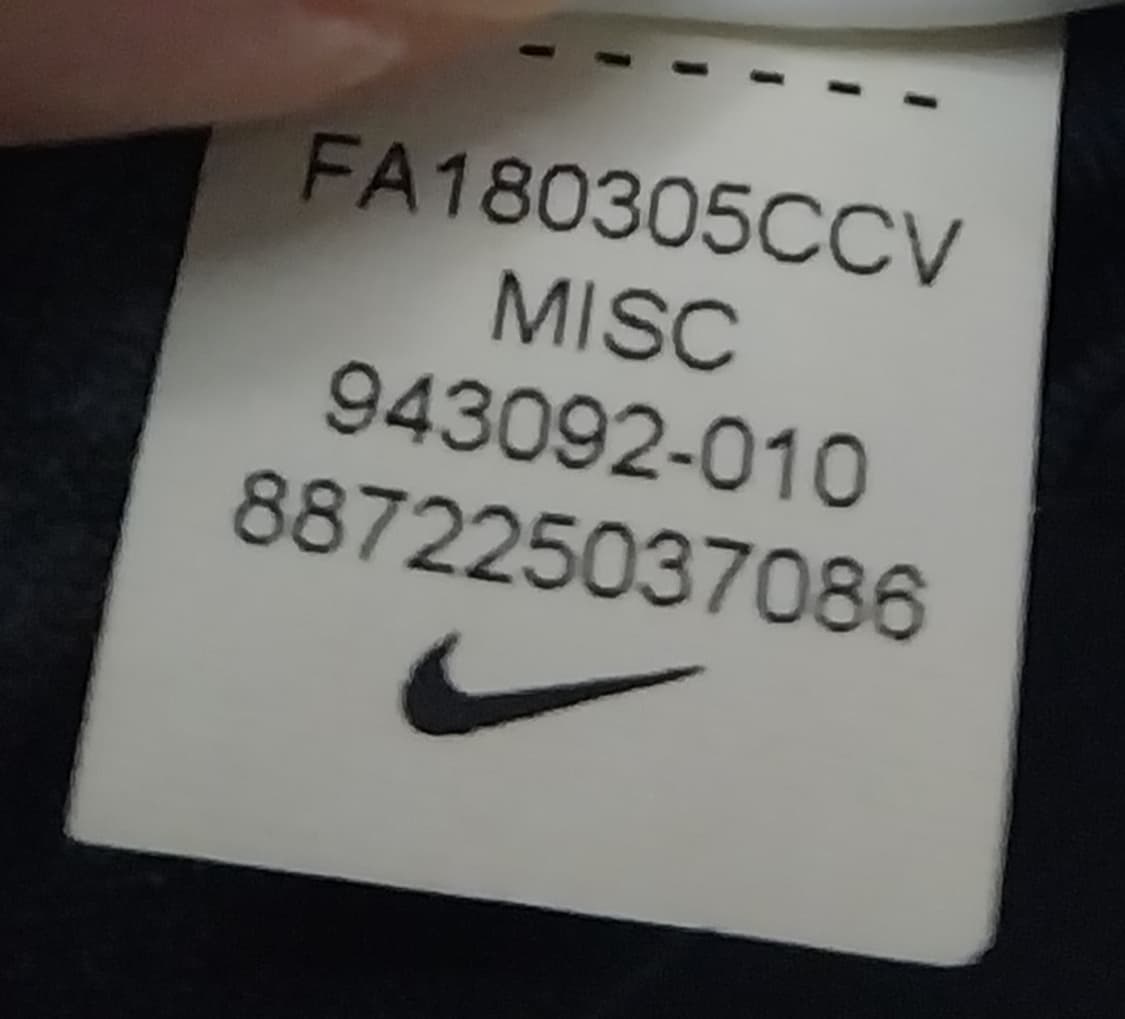 - - - - - -
FA180305CCV
MISC
943092-010
887225037086